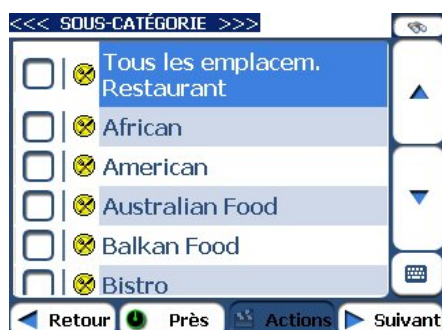 <<< SOUS-CATÉGORIE >>>
Tous les emplacem.
Restaurant
African
American
Australian Food
Balkan Food
Bistro
Retour
Près
Actions
Suivant